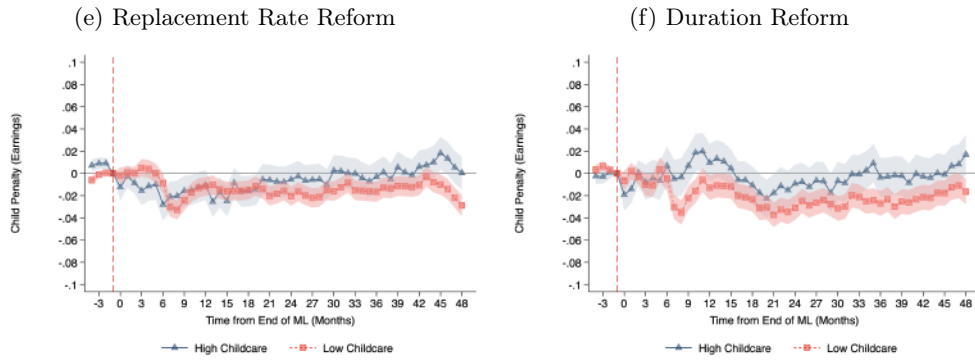 (e) Replacement Rate Reform
(f) Duration Reform
Child Penalty (Earnings)
.1
.08
.06
.04
.02
0
-.02
-.04
-.06
-.08
-.1
-3 0 3 6 9 12 15 18 21 24 27 30 33 36 39 42 45 48
Time from End of ML (Months)
High Childcare Low Childcare
Child Penalty (Earnings)
.1
.08
.06
.04
.02
0
-.02
-.04
-.06
-.08
-.1
-3 0 3 6 9 12 15 18 21 24 27 30 33 36 39 42 45 48
Time from End of ML (Months)
High Childcare Low Childcare